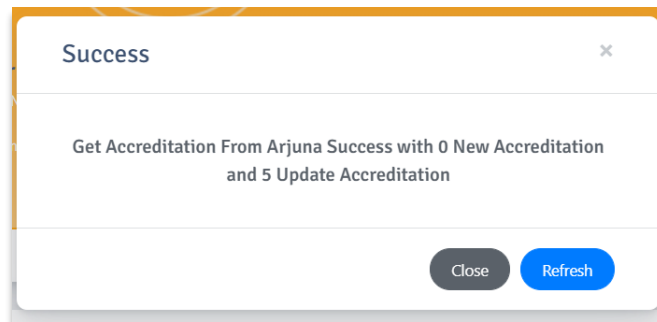 Success
×
Get Accreditation From Arjuna Success with 0 New Accreditation
and 5 Update Accreditation
Close
Refresh